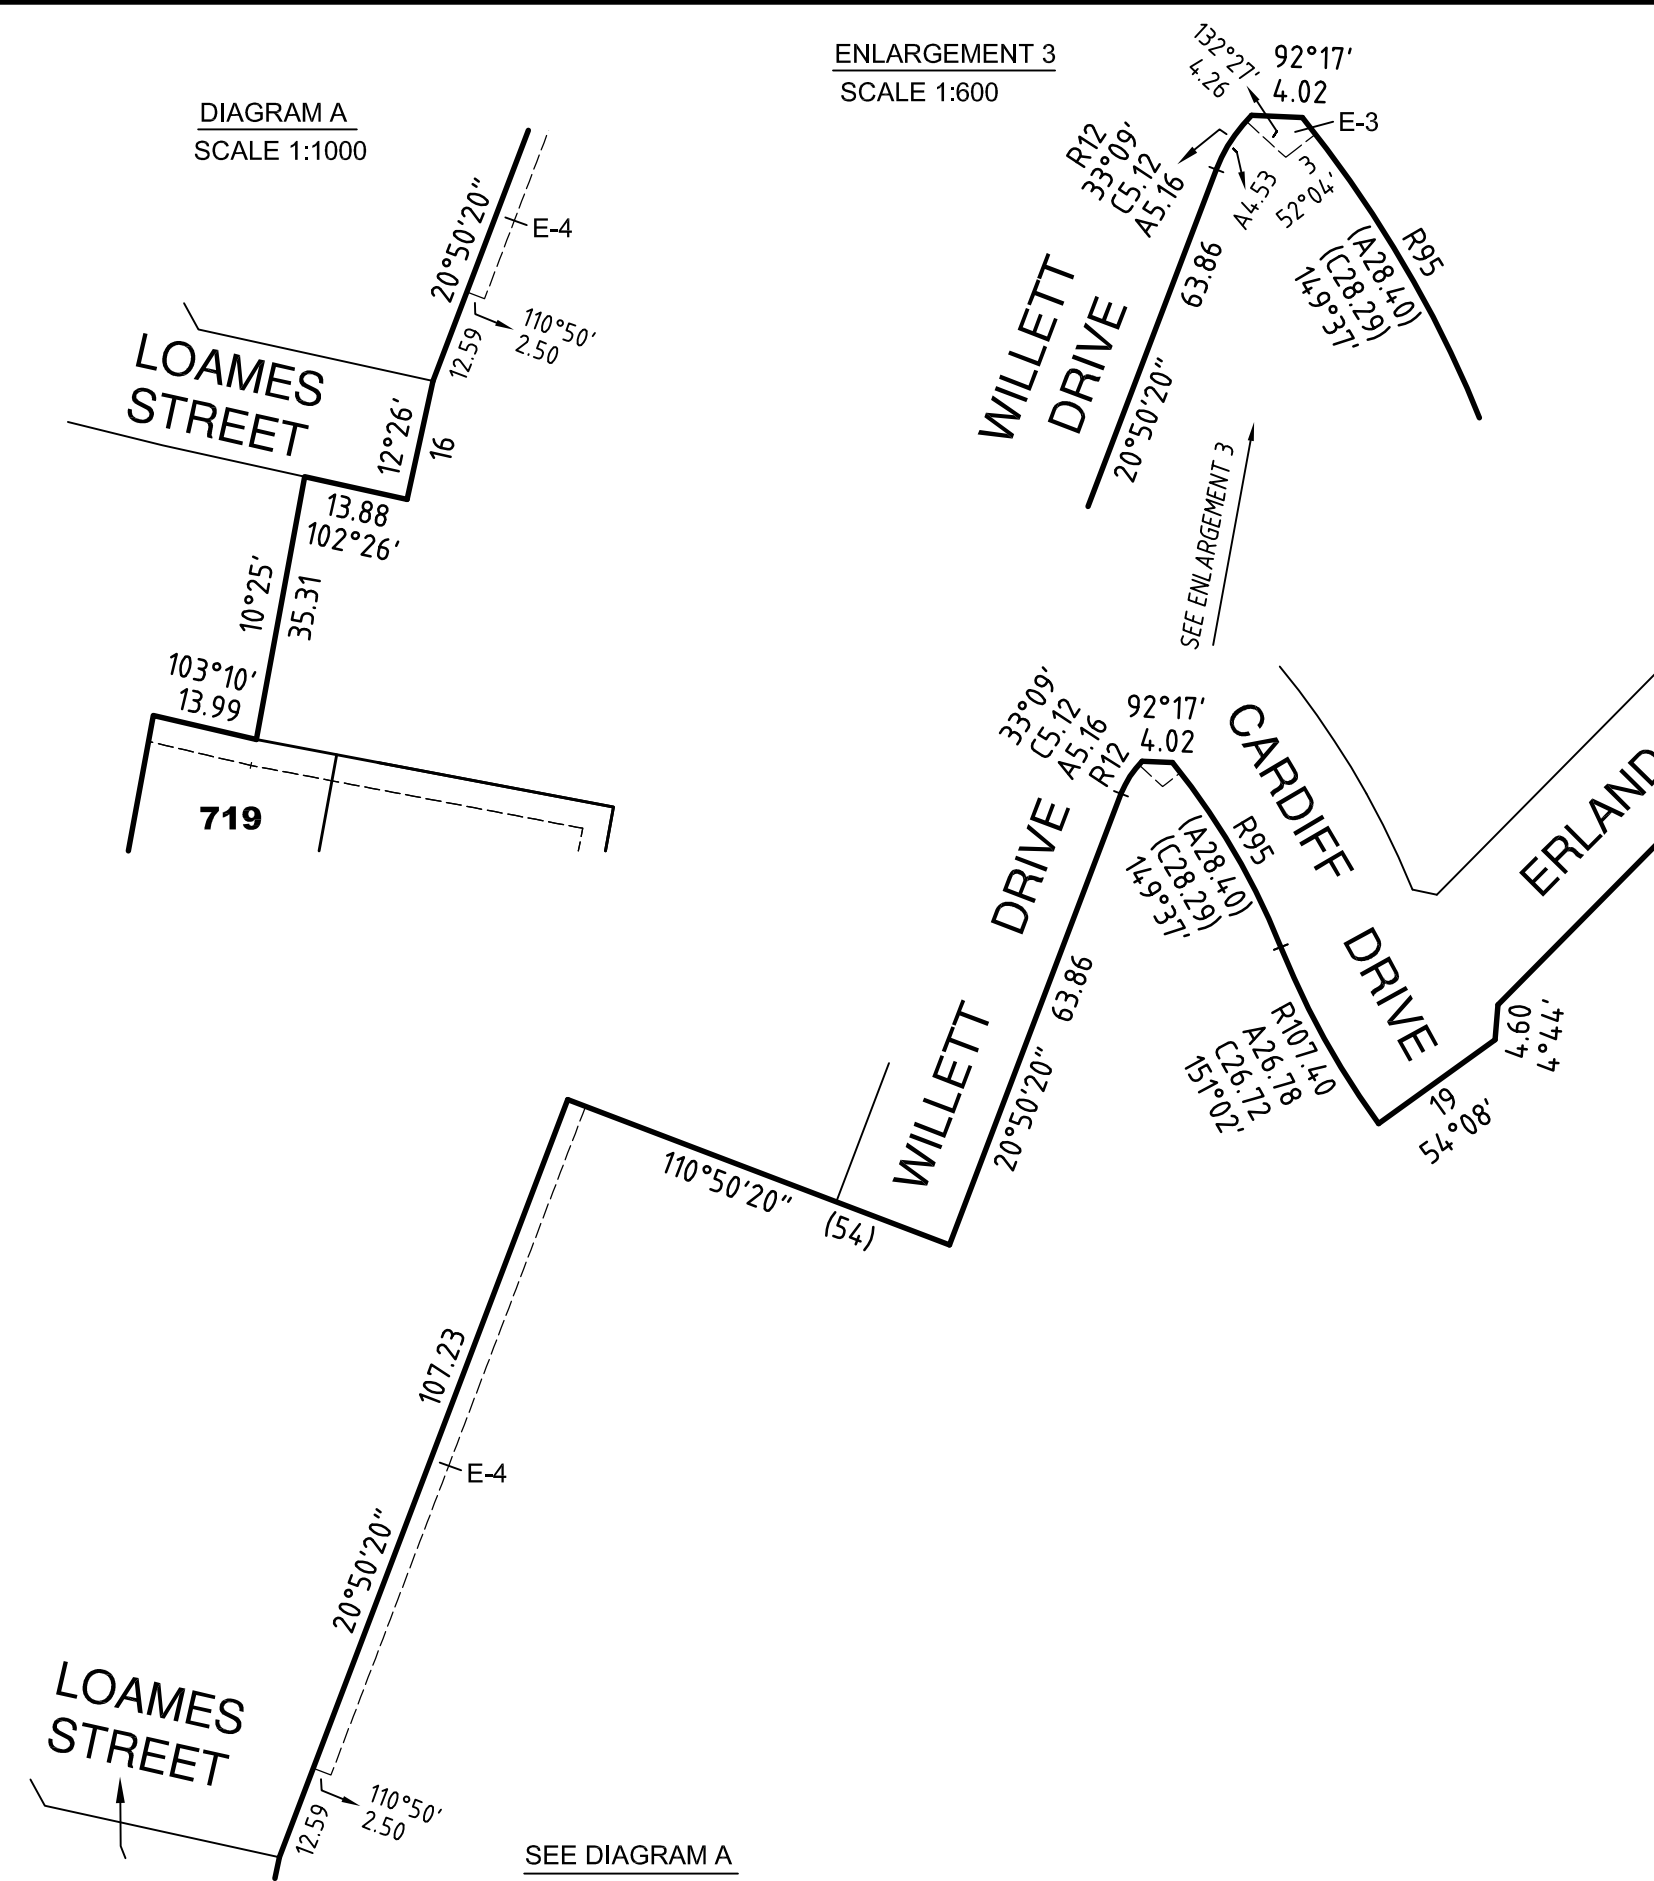 DIAGRAM A
SCALE 1:1000
20°50'20"
E-4
110°50'
2.50
12.59
LOAMES
STREET
12°26'
16
13.88
102°26'
10°25'
35.31
103°10'
13.99
719
ENLARGEMENT 3
SCALE 1:600
132°27'
4.26
92°17'
4.02
E-3
R12
33°09'
C5.12
A5.16
A4.53
3
52°04'
63.86
R95
(A28.40)
(C28.29)
149°37'
WILLETT
DRIVE
20°50'20"
SEE ENLARGEMENT 3
33°09'
C5.12
A5.16
R12
92°17'
4.02
CARDIFF DRIVE
ERLAND
R95
(A28.40)
(C28.29)
149°37'
WILLETT DRIVE
63.86
20°50'20"
R107.40
A26.78
C26.72
151°02'
4.60
4°44'
19
54°08'
110°50'20"
(54)
107.23
E-4
20°50'20"
LOAMES
STREET
110°50'
2.50
12.59
SEE DIAGRAM A